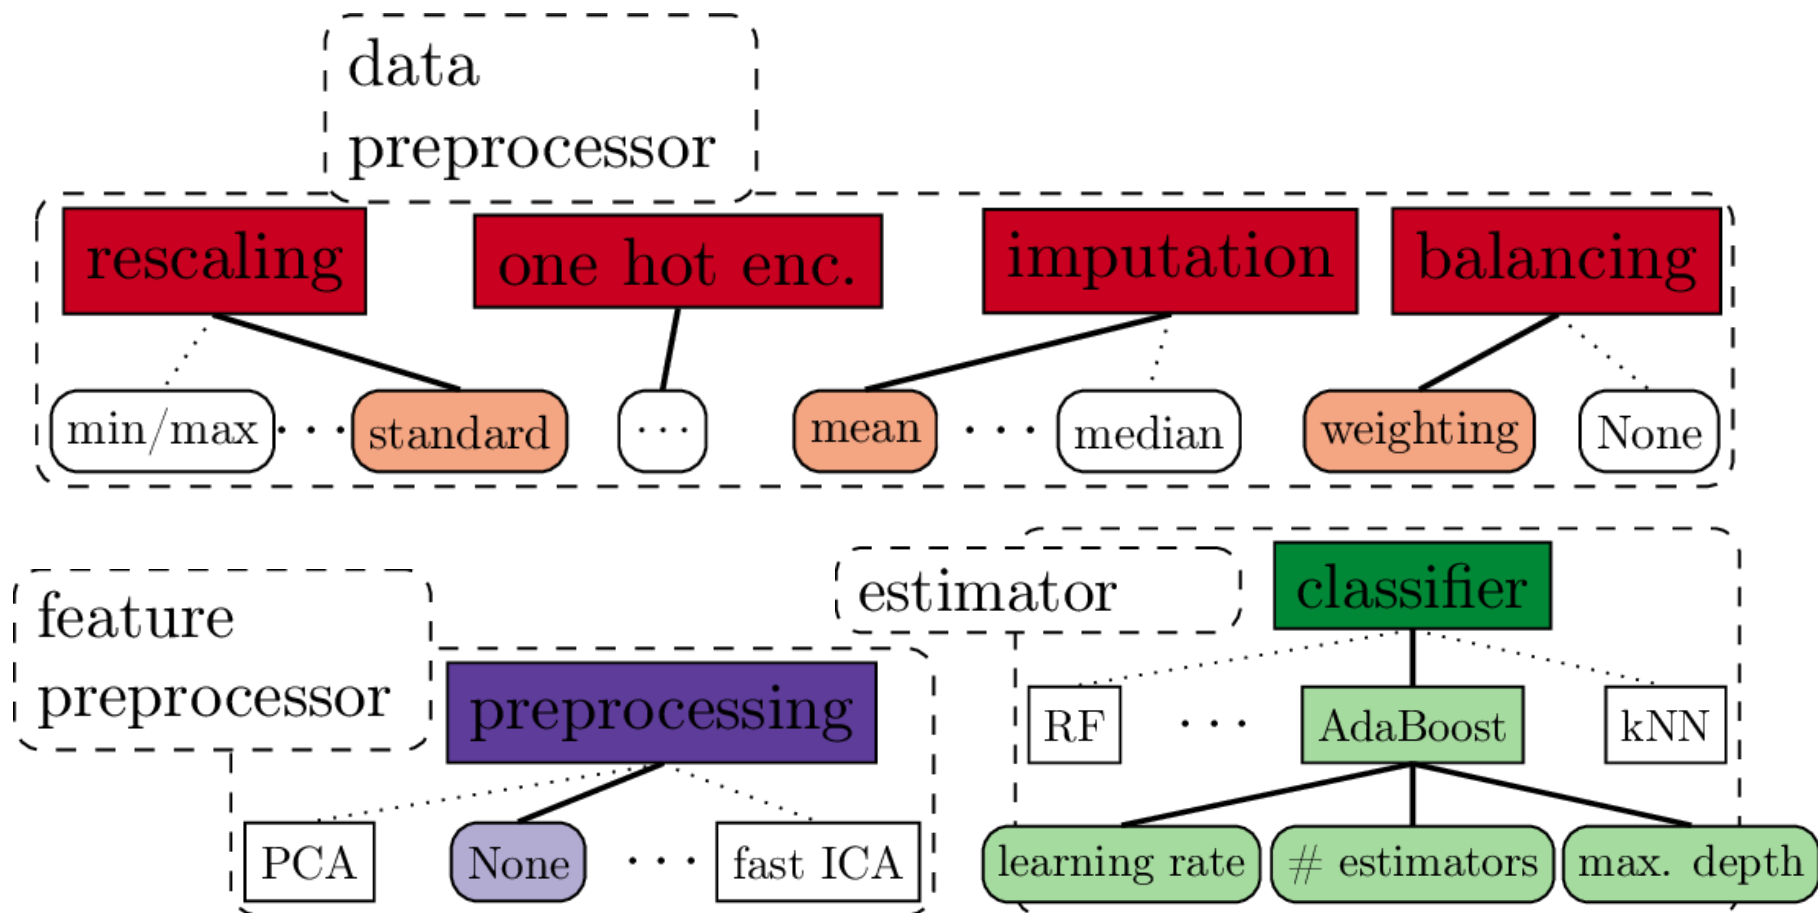 data
preprocessor
rescaling
one hot enc.
imputation
balancing
min/max
···
standard
···
mean
···
median
weighting
None
feature
preprocessor
preprocessing
PCA
None
···
fast ICA
estimator
classifier
RF
···
AdaBoost
kNN
learning rate
# estimators
max. depth